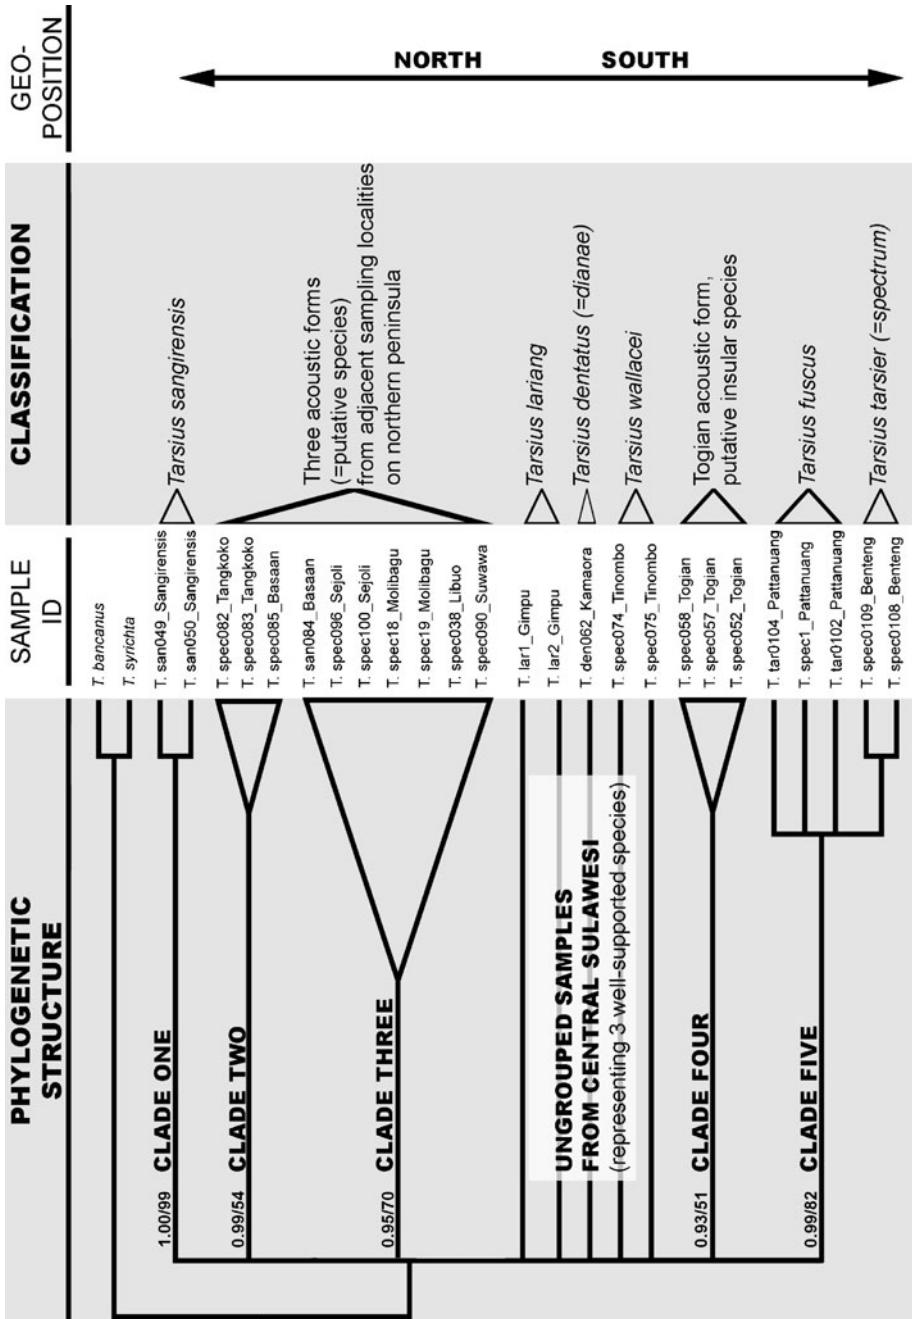 PHYLOGENETIC
STRUCTURE
SAMPLE
ID
CLASSIFICATION
GEO-
POSITION
T. bancanus
T. syrichta
1.00/99
CLADE ONE
T. san049_Sangirensis
T. san050_Sangirensis
Tarsius sangirensis
0.99/54
CLADE TWO
T. spec082_Tangkoko
T. spec083_Tangkoko
T. spec085_Basaan
0.95/70
CLADE THREE
T. san084_Basaan
T. spec096_Sejoli
T. spec100_Sejoli
T. spec18_Molibagu
T. spec19_Molibagu
T. spec038_Libuo
T. spec090_Suwawa
Three acoustic forms
(=putative species)
from adjacent sampling localities
on northern peninsula
UNGROUPED SAMPLES
FROM CENTRAL SULAWESI
(representing 3 well-supported species)
T. lar1_Gimpu
T. lar2_Gimpu
T. den062_Kamaora
T. spec074_Tinombo
T. spec075_Tinombo
Tarsius lariang
Tarsius dentatus (=dianae)
Tarsius wallacei
0.93/51
CLADE FOUR
T. spec058_Togian
T. spec057_Togian
T. spec052_Togian
Togian acoustic form,
putative insular species
0.99/82
CLADE FIVE
T. tar0104_Pattanuang
T. spec1_Pattanuang
T. tar0102_Pattanuang
T. spec0109_Benteng
T. spec0108_Benteng
Tarsius fuscus
Tarsius tarsier (=spectrum)
NORTH
SOUTH